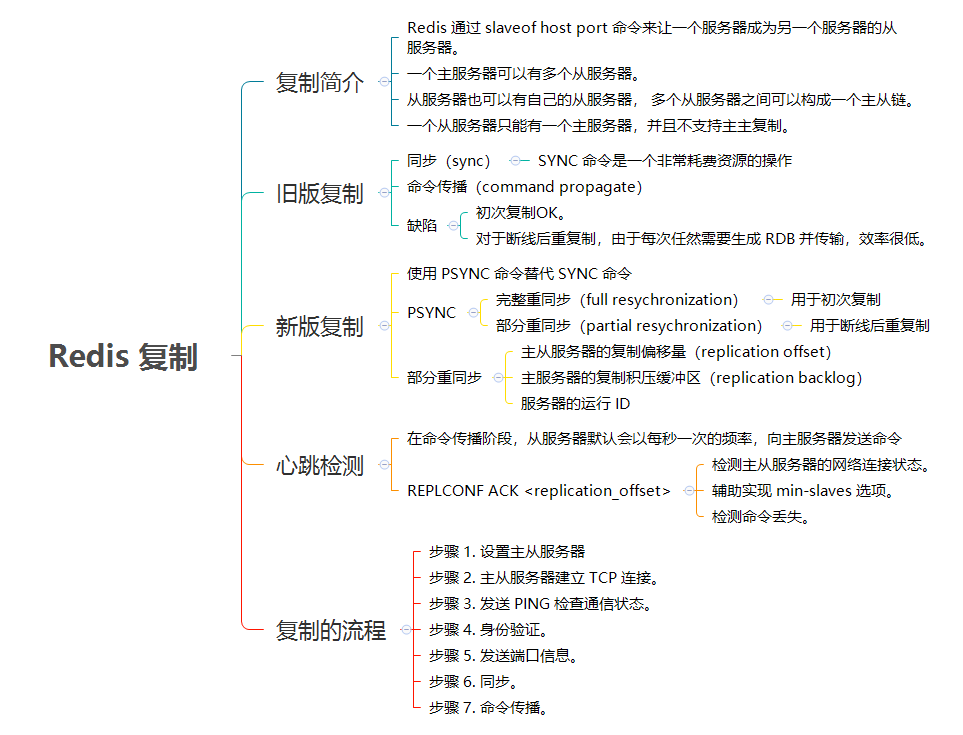 Redis 复制
复制简介
Redis 通过 slaveof host port 命令来让一个服务器成为另一个服务器的从
服务器。
一个主服务器可以有多个从服务器。
从服务器也可以有自己的从服务器， 多个从服务器之间可以构成一个主从链。
一个从服务器只能有一个主服务器，并且不支持主主复制。
旧版复制
同步（sync）
SYNC 命令是一个非常耗费资源的操作
命令传播（command propagate）
缺陷
初次复制OK。
对于断线后重复制，由于每次任然需要生成 RDB 并传输，效率很低。
新版复制
使用 PSYNC 命令替代 SYNC 命令
PSYNC
完整重同步（full resychronization）
用于初次复制
部分重同步（partial resychronization）
用于断线后重复制
部分重同步
主从服务器的复制偏移量（replication offset）
主服务器的复制积压缓冲区（replication backlog）
服务器的运行 ID
心跳检测
在命令传播阶段，从服务器默认会以每秒一次的频率，向主服务器发送命令
REPLCONF ACK <replication_offset>
检测主从服务器的网络连接状态。
辅助实现 min-slaves 选项。
检测命令丢失。
复制的流程
步骤 1. 设置主从服务器
步骤 2. 主从服务器建立 TCP 连接。
步骤 3. 发送 PING 检查通信状态。
步骤 4. 身份验证。
步骤 5. 发送端口信息。
步骤 6. 同步。
步骤 7. 命令传播。